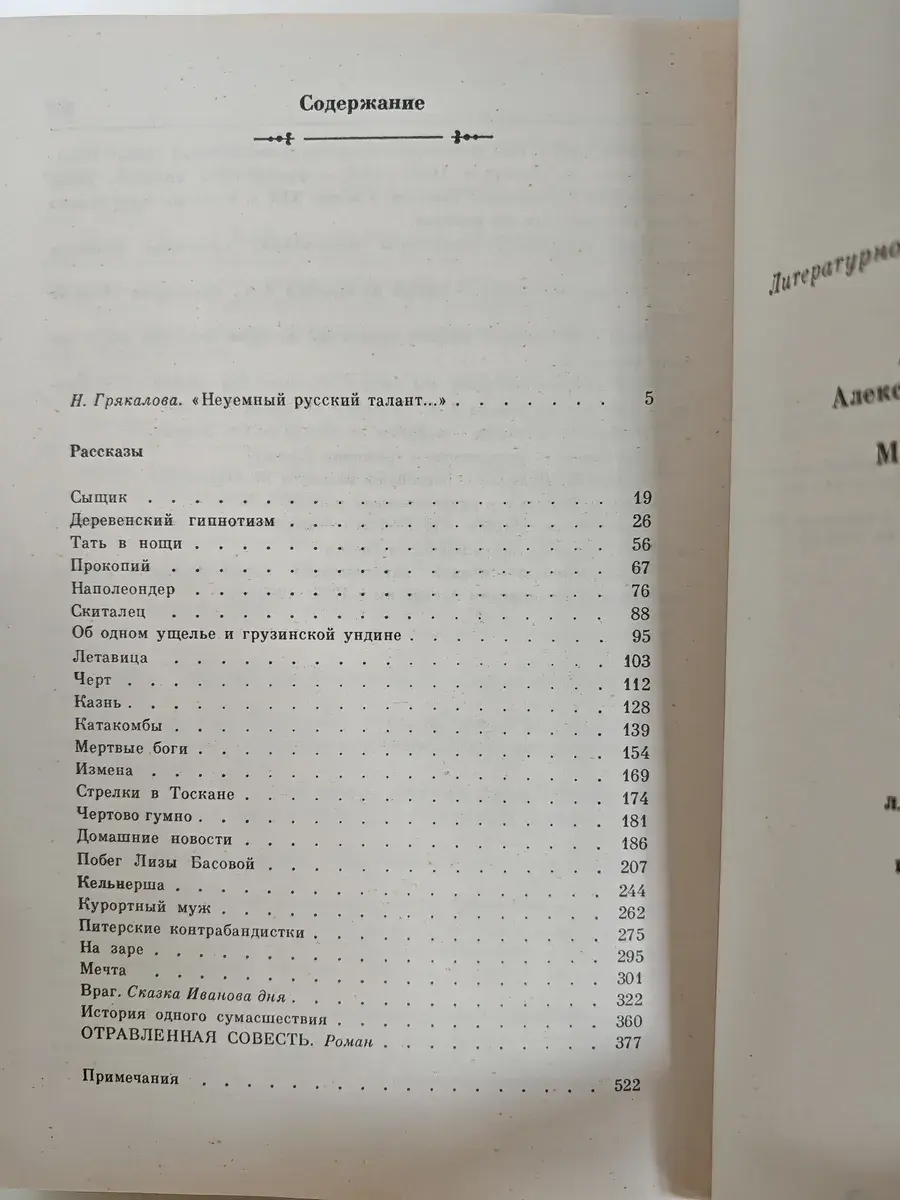 Содержание
Н. Грякалова. «Неуемный русский талант...» . . . . . . . 5
Рассказы
Сыщик . . . . . . . . . . . . . . . . 19
Деревенский гипнотизм . . . . . . . . . . . 26
Тать в нощи . . . . . . . . . . . . . . 56
Прокопий . . . . . . . . . . . . . . . 67
Наполеондер . . . . . . . . . . . . . . 76
Скиталец . . . . . . . . . . . . . . . 88
Об одном ущелье и грузинской ундине . . . . . . . . 95
Летавица . . . . . . . . . . . . . . . 103
Черт . . . . . . . . . . . . . . . . 112
Казнь . . . . . . . . . . . . . . . . 128
Катакомбы . . . . . . . . . . . . . . . 139
Мертвые боги . . . . . . . . . . . . . . 154
Измена . . . . . . . . . . . . . . . 169
Стрелки в Тоскане . . . . . . . . . . . . 174
Чертово гумно . . . . . . . . . . . . . . 181
Домашние новости . . . . . . . . . . . . 186
Побег Лизы Басовой . . . . . . . . . . . 207
Кельнерша . . . . . . . . . . . . . . . 244
Курортный муж . . . . . . . . . . . . . 262
Питерские контрабандистки . . . . . . . . . . 275
На заре . . . . . . . . . . . . . . . 295
Мечта . . . . . . . . . . . . . . . 301
Враг. Сказка Иванова дня . . . . . . . . . . . 322
История одного сумасшествия . . . . . . . . . 360
ОТРАВЛЕННАЯ СОВЕСТЬ. Роман . . . . . . . . 377
Примечания . . . . . . . . . . . . . . 522
Литературно
Алекс
М